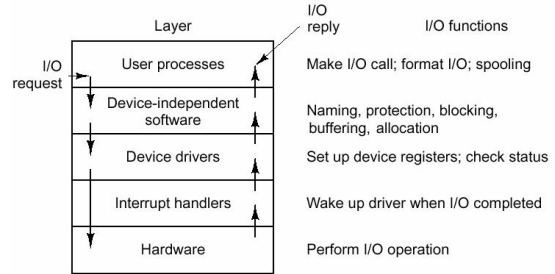 I/O
reply
Layer
I/O functions
I/O
request
User processes
Make I/O call; format I/O; spooling
Device-independent
software
Naming, protection, blocking,
buffering, allocation
Device drivers
Set up device registers; check status
Interrupt handlers
Wake up driver when I/O completed
Hardware
Perform I/O operation